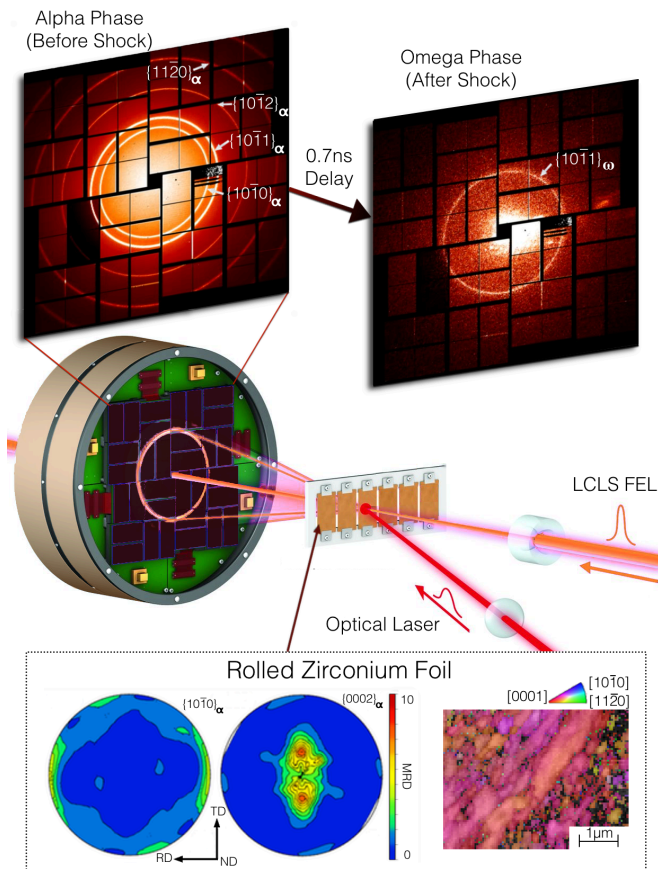 Alpha Phase
(Before Shock)
Omega Phase
(After Shock)
{112̅0}α
{101̅2}α
{101̅1}α
{101̅0}α
0.7ns
Delay
{101̅1}ω
LCLS FEL
Optical Laser
Rolled Zirconium Foil
{101̅0}α
{0002}α
10
MRD
0
TD
RD
ND
[0001]
[101̅0]
[112̅0]
1μm